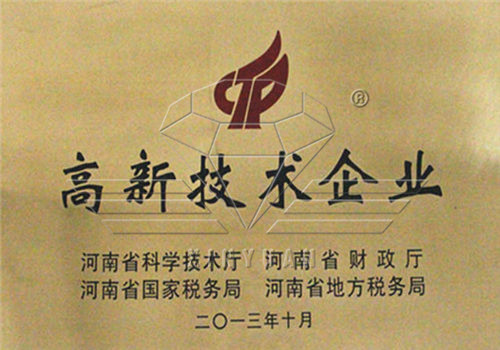 ®
高新技术企业
河南省科学技术厅 河南省财政厅
河南省国家税务局 河南省地方税务局
二〇一三年十月